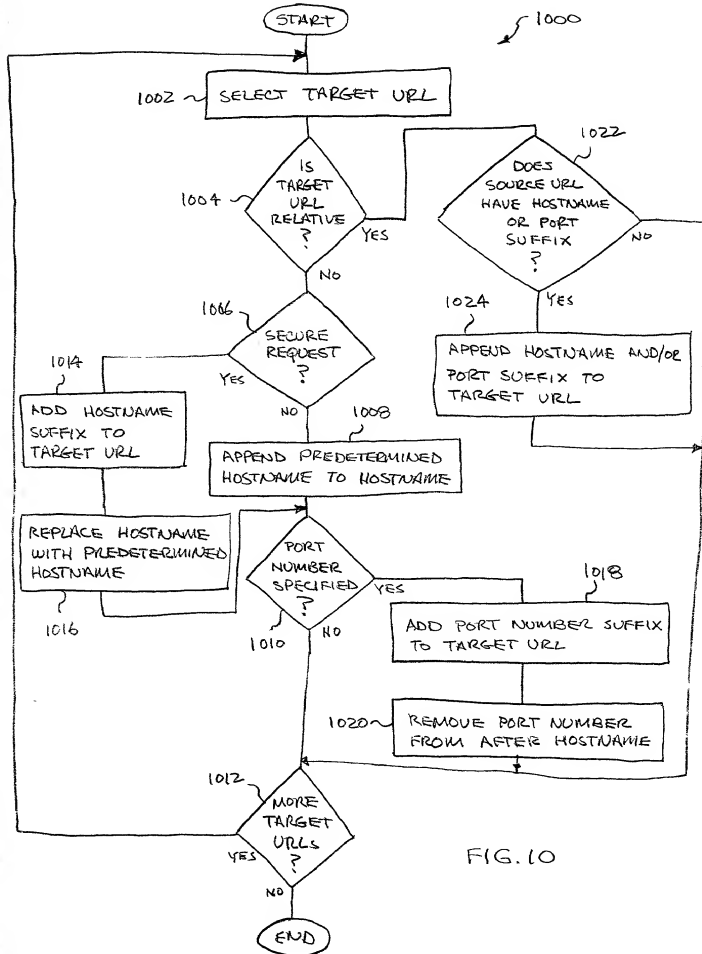 START
1000
1002
SELECT TARGET URL
1004
IS
TARGET
URL
RELATIVE
?
YES
NO
1022
DOES
SOURCE URL
HAVE HOSTNAME
OR PORT
SUFFIX
?
NO
YES
1006
SECURE
REQUEST
?
YES
NO
1024
APPEND HOSTNAME AND/OR
PORT SUFFIX TO
TARGET URL
1014
ADD HOSTNAME
SUFFIX TO
TARGET URL
1008
APPEND PREDETERMINED
HOSTNAME TO HOSTNAME
REPLACE HOSTNAME
WITH PREDETERMINED
HOSTNAME
1016
PORT
NUMBER
SPECIFIED
?
1010
YES
NO
1018
ADD PORT NUMBER SUFFIX
TO TARGET URL
1020
REMOVE PORT NUMBER
FROM AFTER HOSTNAME
1012
MORE
TARGET
URLs
?
YES
NO
END
FIG. 10